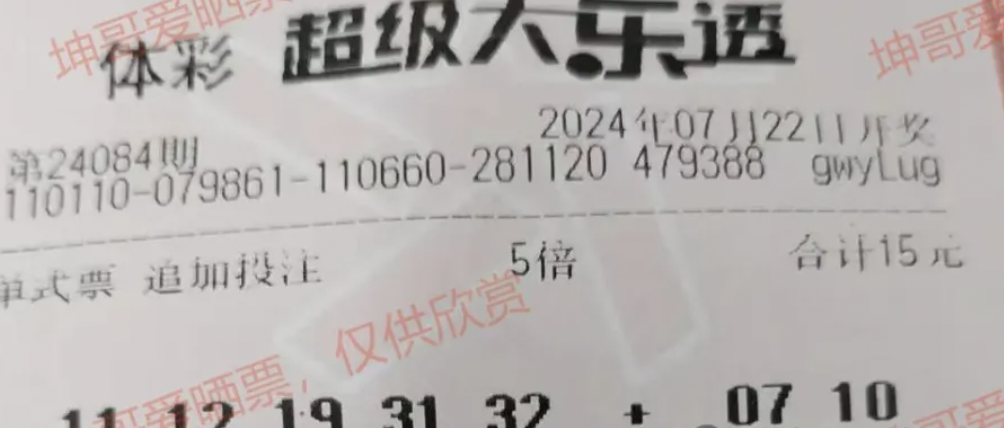 坤哥爱晒票
坤哥爱
体彩 超级大乐透
2024年07月22日开奖
第24084期
110110-079861-110660-281120 479388 gwyLug
单式票 追加投注 5倍 合计15元
坤哥爱晒票，仅供欣赏
11 12 19 31 32 + 07 10